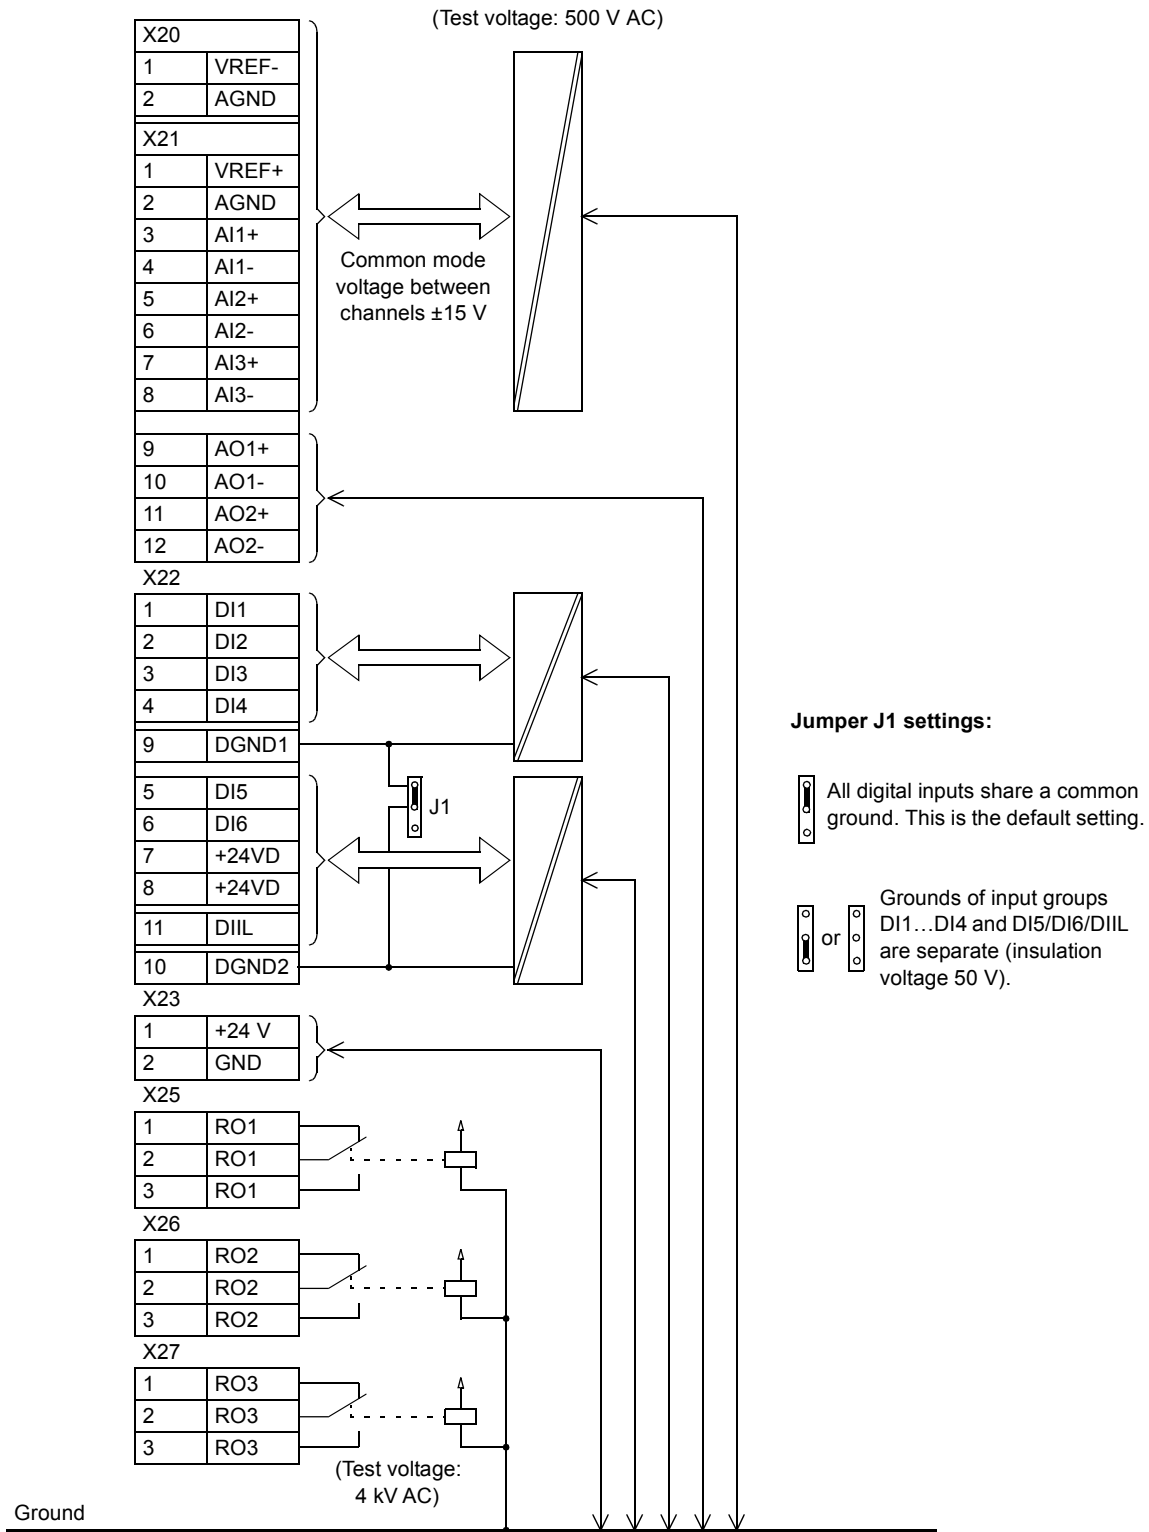 (Test voltage: 500 V AC)
X20
1 VREF-
2 AGND
X21
1 VREF+
2 AGND
3 AI1+
4 AI1-
5 AI2+
6 AI2-
7 AI3+
8 AI3-
Common mode
voltage between
channels ±15 V
9 AO1+
10 AO1-
11 AO2+
12 AO2-
X22
1 DI1
2 DI2
3 DI3
4 DI4
9 DGND1
5 DI5
6 DI6
7 +24VD
8 +24VD
11 DIIL
10 DGND2
J1
X23
1 +24 V
2 GND
X25
1 RO1
2 RO1
3 RO1
X26
1 RO2
2 RO2
3 RO2
X27
1 RO3
2 RO3
3 RO3
(Test voltage:
4 kV AC)
Ground
Jumper J1 settings:
All digital inputs share a common
ground. This is the default setting.
or
Grounds of input groups
DI1…DI4 and DI5/DI6/DIIL
are separate (insulation
voltage 50 V).